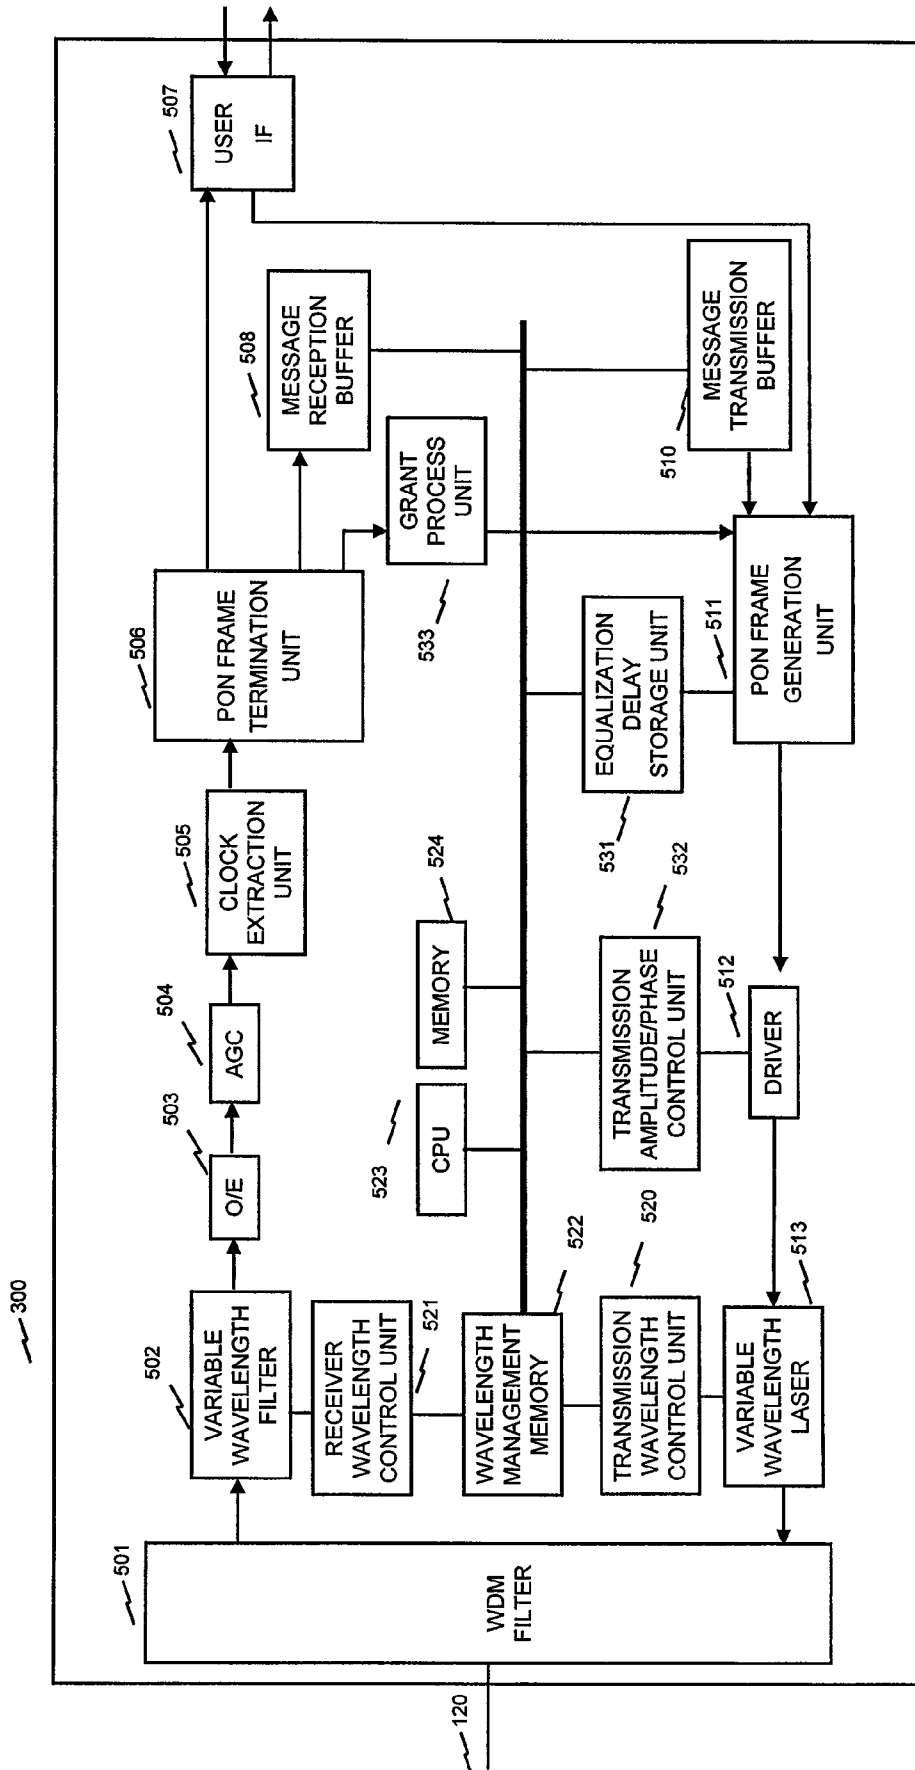 300
120
501
WDM
FILTER
502
VARIABLE
WAVELENGTH
FILTER
503
O/E
504
AGC
505
CLOCK
EXTRACTION
UNIT
506
PON FRAME
TERMINATION
UNIT
507
USER
IF
508
MESSAGE
RECEPTION
BUFFER
533
GRANT
PROCESS
UNIT
521
RECEIVER
WAVELENGTH
CONTROL UNIT
523
CPU
524
MEMORY
522
WAVELENGTH
MANAGEMENT
MEMORY
520
TRANSMISSION
WAVELENGTH
CONTROL UNIT
532
TRANSMISSION
AMPLITUDE/PHASE
CONTROL UNIT
531
EQUALIZATION
DELAY
STORAGE UNIT
510
MESSAGE
TRANSMISSION
BUFFER
513
VARIABLE
WAVELENGTH
LASER
512
DRIVER
511
PON FRAME
GENERATION
UNIT